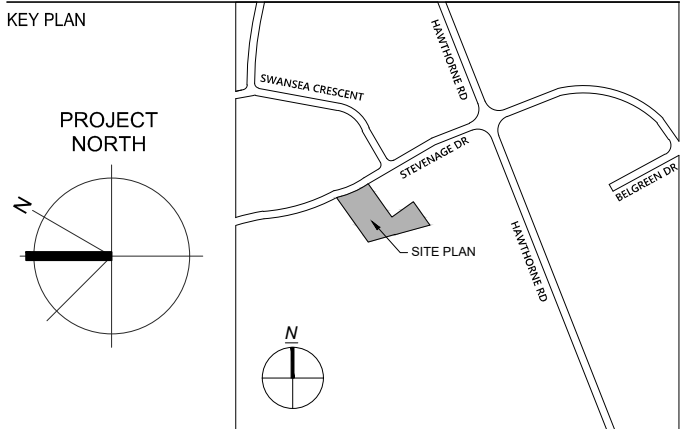 KEY PLAN
PROJECT
NORTH
N
SWANSEA CRESCENT
HAWTHORNE RD
STEVENAGE DR
BELGREEN DR
HAWTHORNE RD
SITE PLAN
N